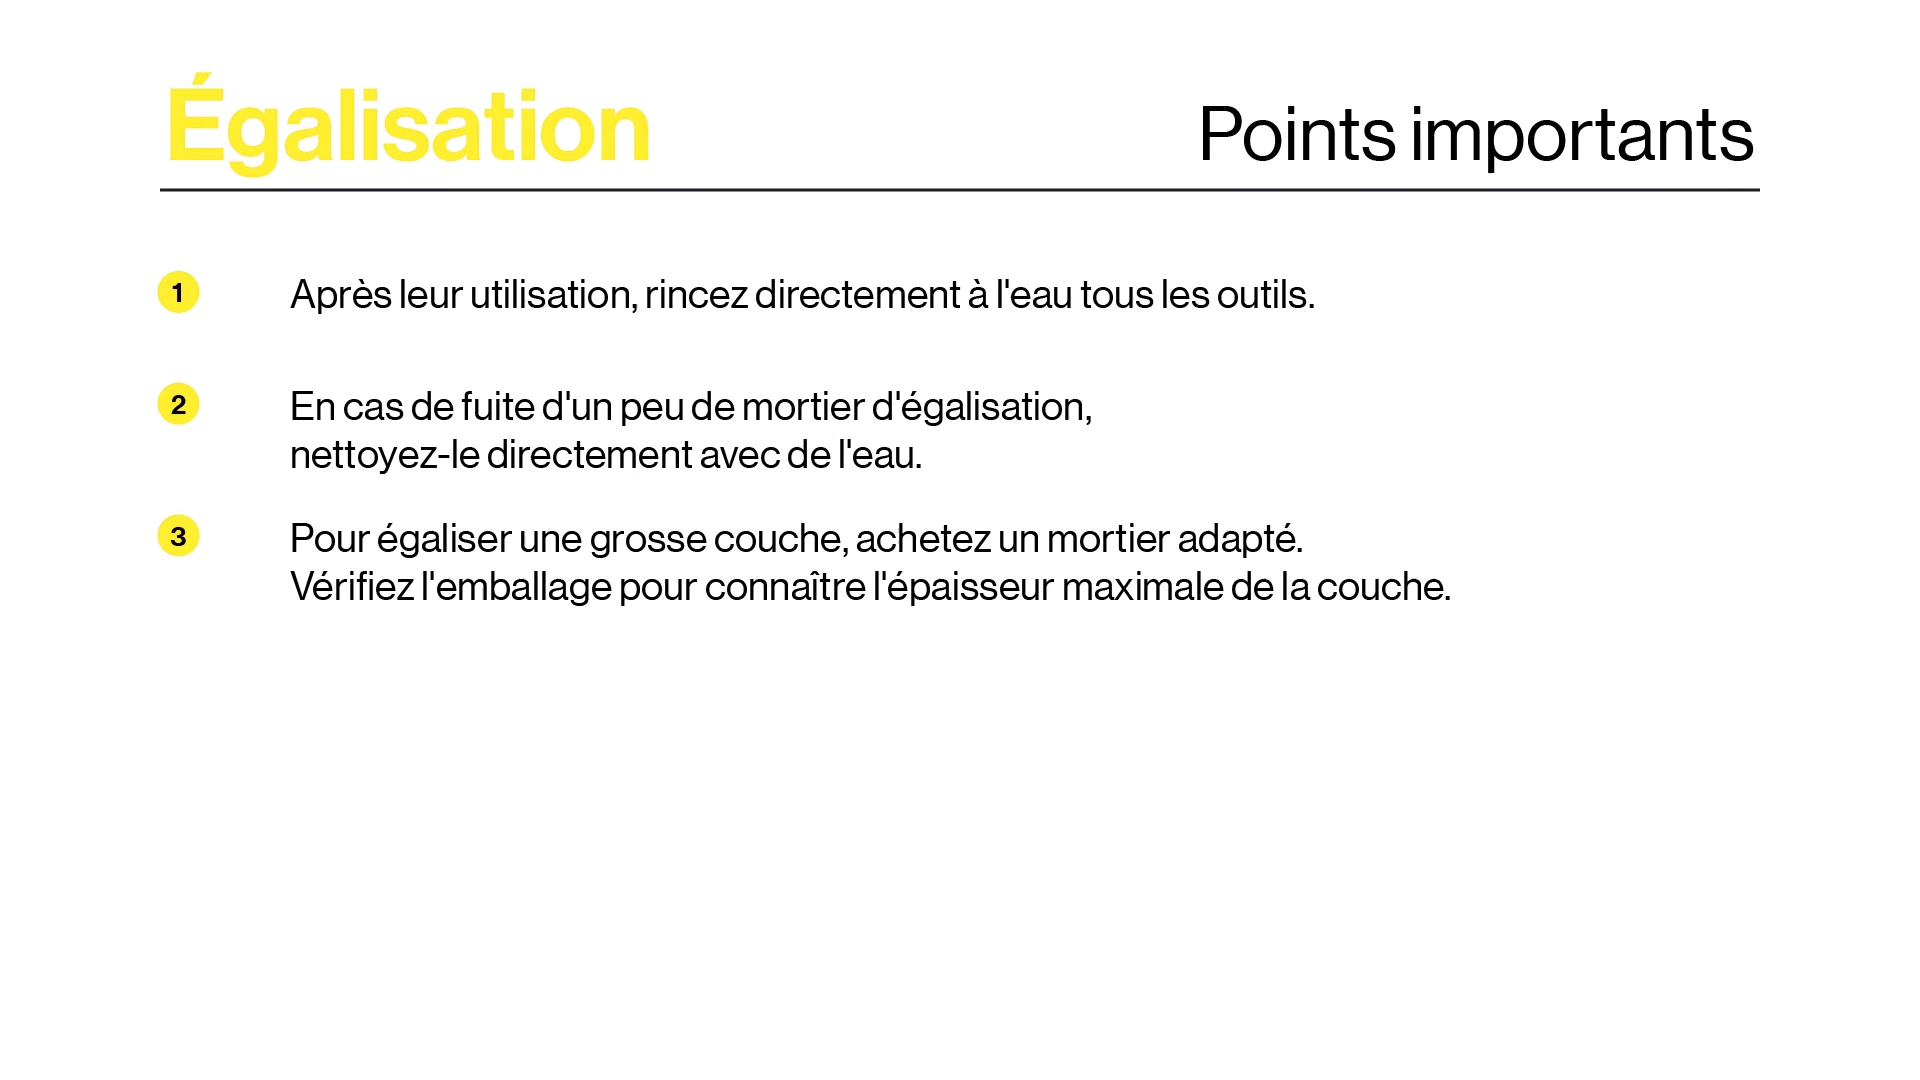 Égalisation
Points importants
1 Après leur utilisation, rincez directement à l'eau tous les outils.
2 En cas de fuite d'un peu de mortier d'égalisation,
nettoyez-le directement avec de l'eau.
3 Pour égaliser une grosse couche, achetez un mortier adapté.
Vérifiez l'emballage pour connaître l'épaisseur maximale de la couche.